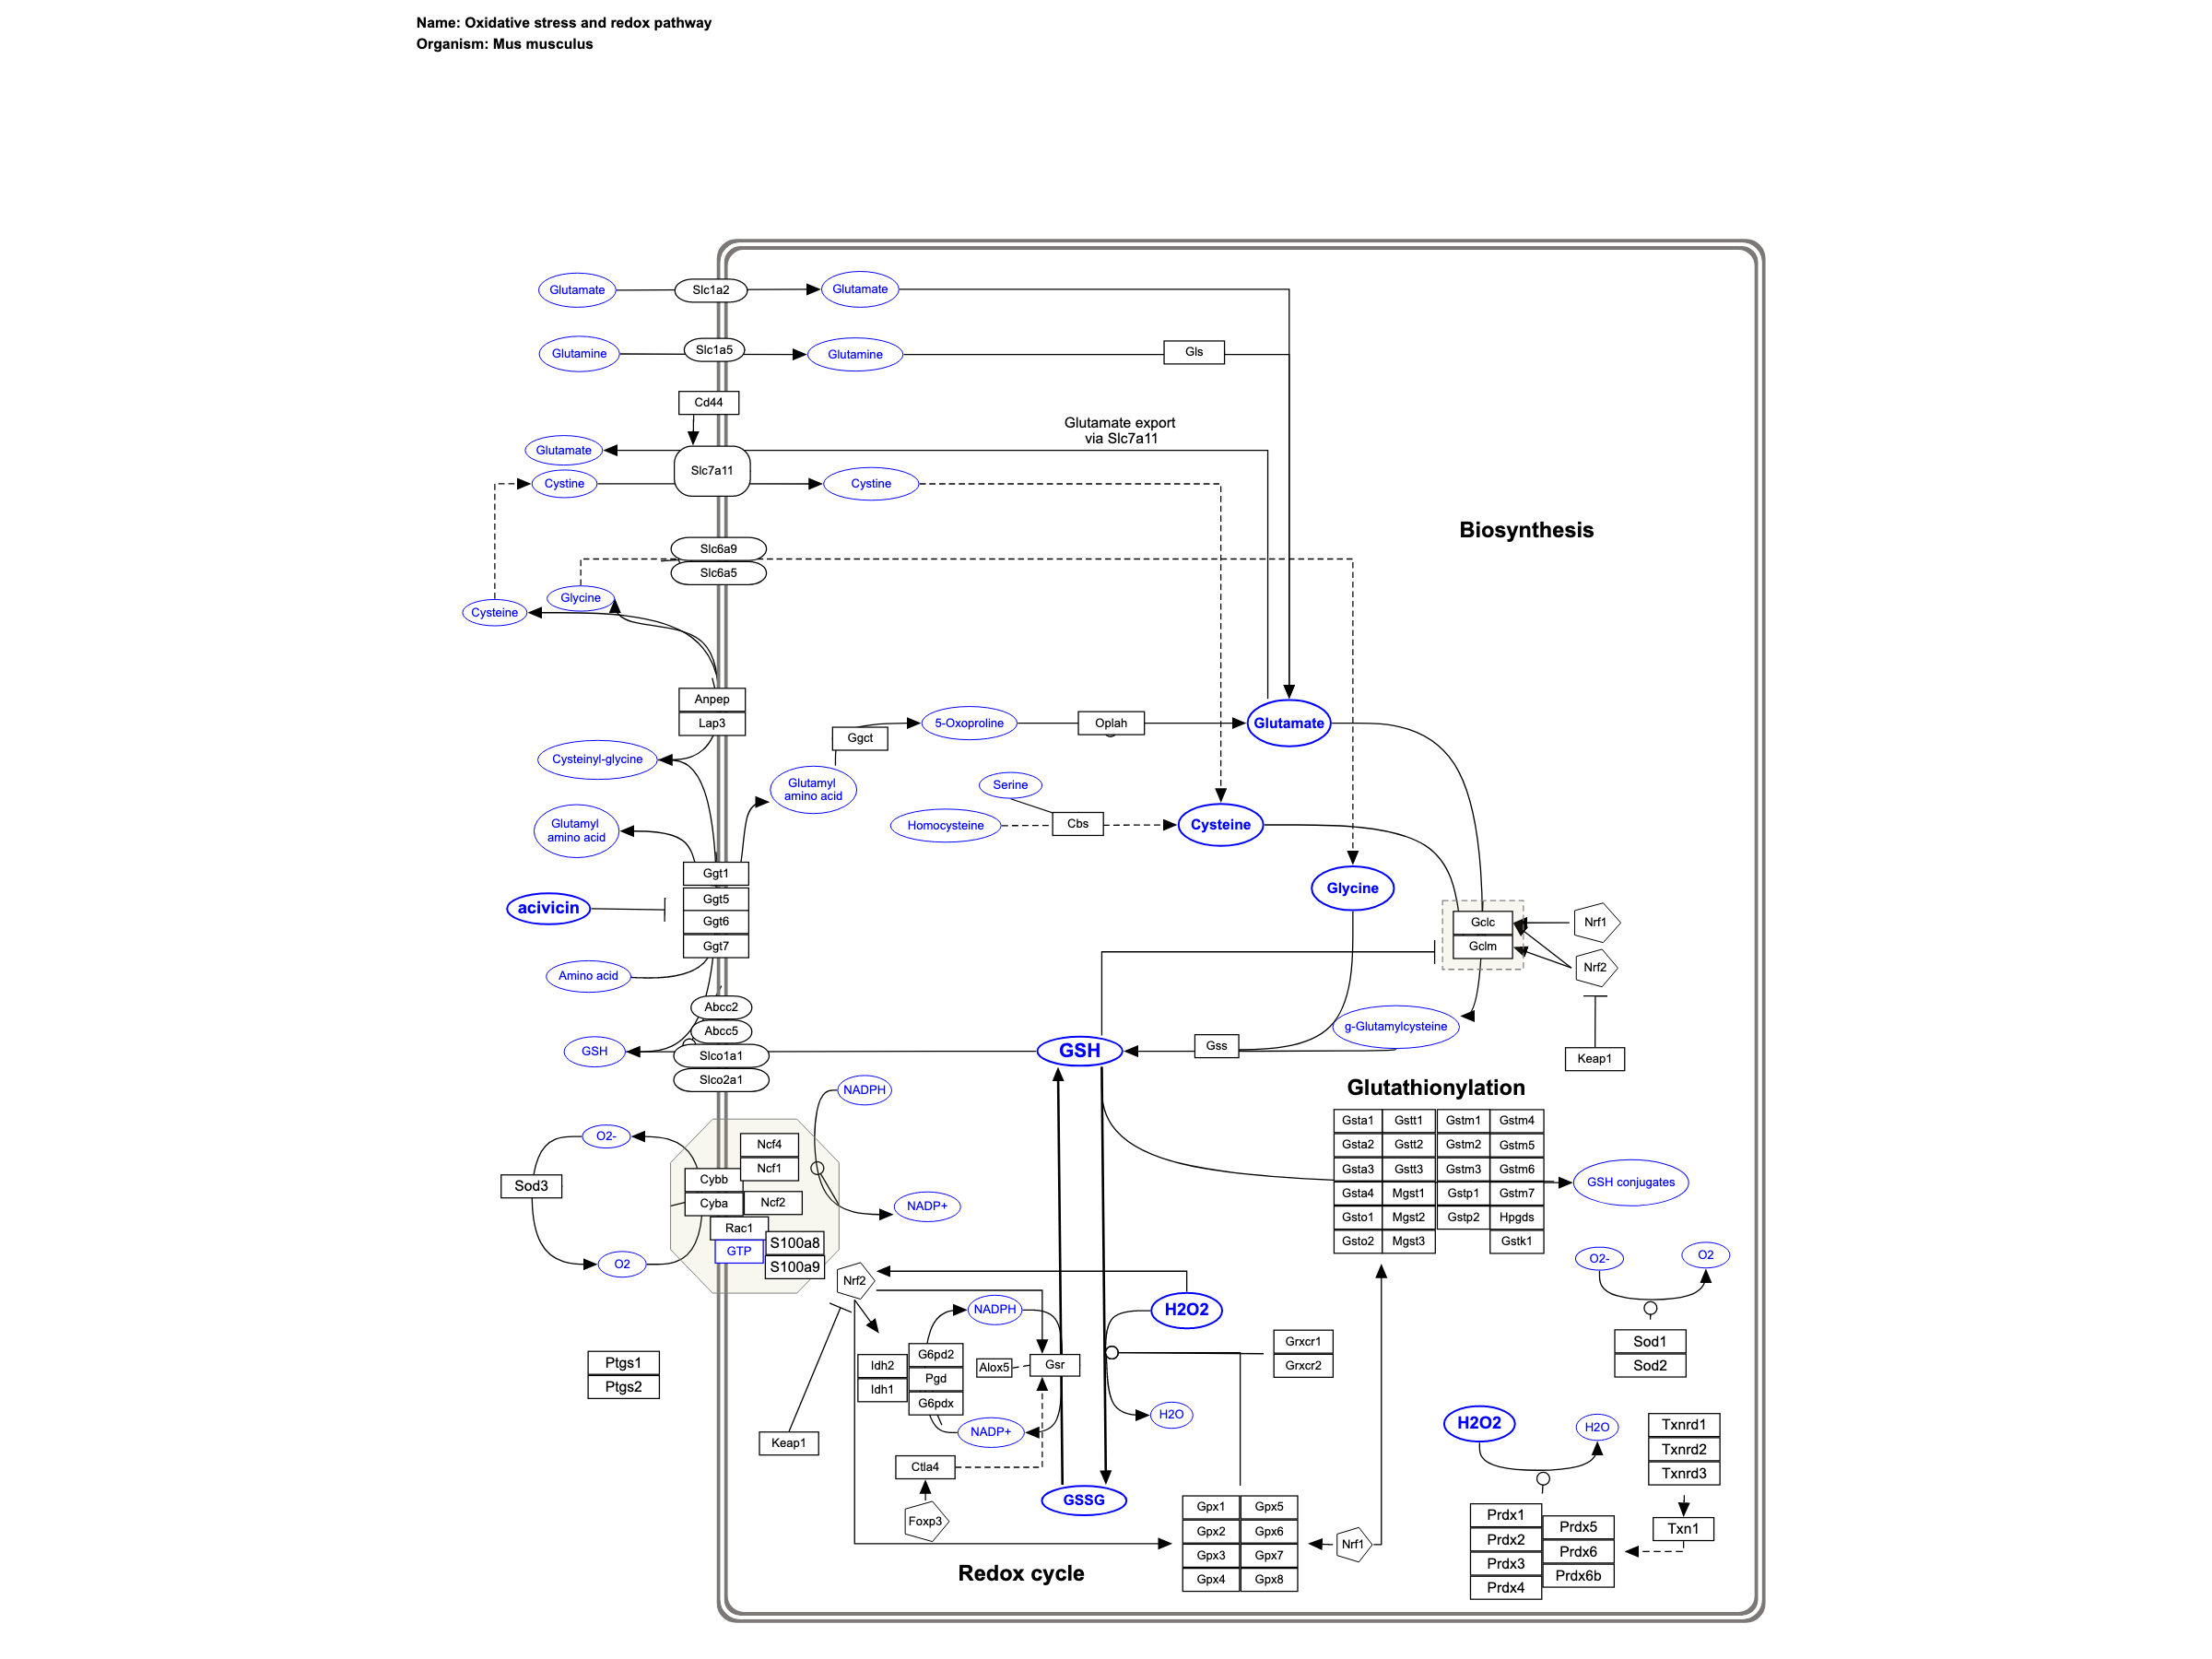 Name: Oxidative stress and redox pathway
Organism: Mus musculus
Glutamate
Slc1a2
Glutamate
Glutamine
Slc1a5
Glutamine
Gls
Cd44
Glutamate export
via Slc7a11
Glutamate
Slc7a11
Cystine
Cystine
Biosynthesis
Slc6a9
Slc6a5
Glycine
Cysteine
Anpep
Lap3
Cysteinyl-glycine
Ggct
5-Oxoproline
Oplah
Glutamate
Glutamyl
amino acid
Serine
Homocysteine
Cbs
Cysteine
Glutamyl
amino acid
Ggt1
Ggt5
Ggt6
Ggt7
acivicin
Glycine
Gclc
Gclm
Nrf1
Nrf2
Amino acid
Abcc2
Abcc5
Slco1a1
Slco2a1
GSH
GSH
Gss
g-Glutamylcysteine
Keap1
NADPH
Glutathionylation
Gsta1
Gstt1
Gstm1
Gstm4
Gsta2
Gstt2
Gstm2
Gstm5
Gsta3
Gstt3
Gstm3
Gstm6
Gsta4
Mgst1
Gstp1
Gstm7
Gsto1
Mgst2
Gstp2
Hpgds
Gsto2
Mgst3
Gstk1
GSH conjugates
O2-
Sod3
O2
Ncf4
Ncf1
Cybb
Cyba
Ncf2
Rac1
GTP
S100a8
S100a9
NADP+
O2-
O2
Sod1
Sod2
Nrf2
NADPH
H2O2
Grxcr1
Grxcr2
Idh2
Idh1
G6pd2
Pgd
G6pdx
Alox5
Gsr
Ptgs1
Ptgs2
Keap1
NADP+
H2O
Ctla4
Foxp3
GSSG
H2O2
H2O
Txnrd1
Txnrd2
Txnrd3
Txn1
Gpx1
Gpx5
Gpx2
Gpx6
Gpx3
Gpx7
Gpx4
Gpx8
Nrf1
Prdx1
Prdx2
Prdx3
Prdx4
Prdx5
Prdx6
Prdx6b
Redox cycle